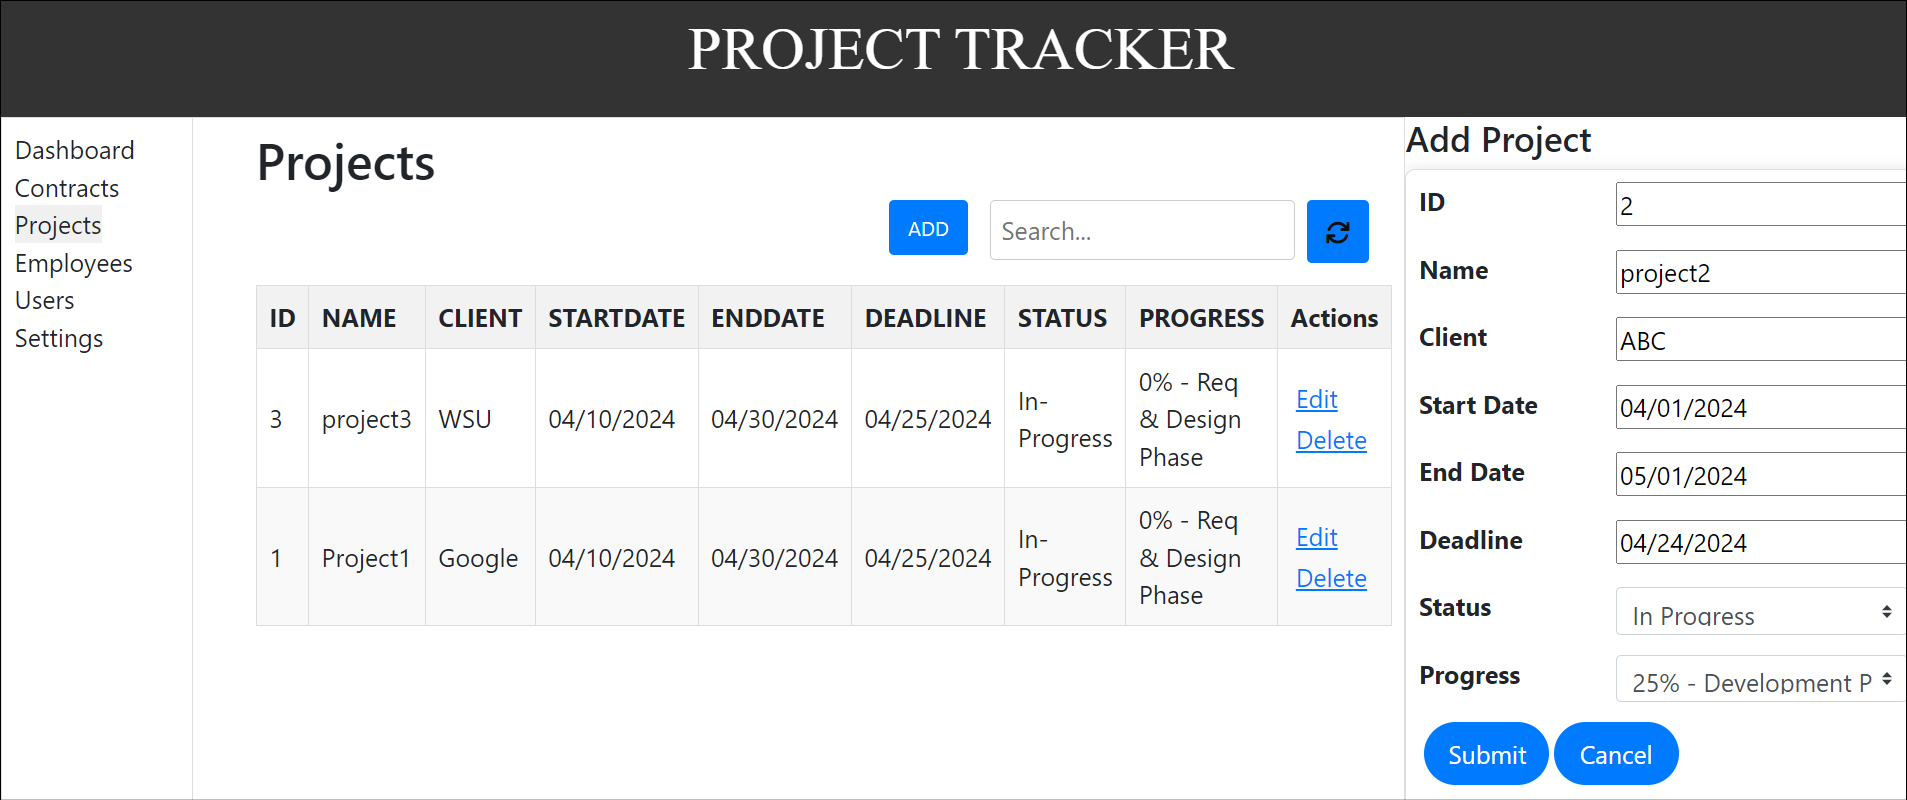 PROJECT TRACKER
Dashboard
Contracts
Projects
Employees
Users
Settings
Projects
ADD
Search...
ID NAME CLIENT STARTDATE ENDDATE DEADLINE STATUS PROGRESS Actions
3 project3 WSU 04/10/2024 04/30/2024 04/25/2024
In-
Progress
0% - Req
& Design
Phase
Edit
Delete
1 Project1 Google 04/10/2024 04/30/2024 04/25/2024
In-
Progress
0% - Req
& Design
Phase
Edit
Delete
Add Project
ID 2
Name project2
Client ABC
Start Date 04/01/2024
End Date 05/01/2024
Deadline 04/24/2024
Status In Progress
Progress 25% - Development P
Submit Cancel